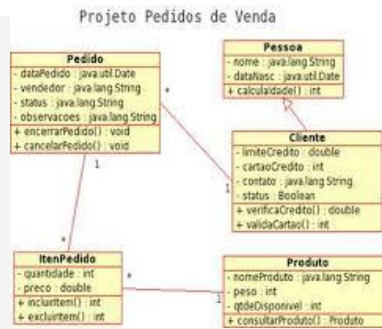 Projeto Pedidos de Venda
Pedido
- dataPedido : java.util.Date
- vendedor : java.lang.String
- status : java.lang.String
- observacoes : java.lang.String
+ encerrarPedido() : void
+ cancelarPedido() : void
Pessoa
- nome : java.lang.String
- dataNasc : java.util.Date
+ calculaIdade() : int
*
1
Cliente
- limiteCredito : double
- cartaoCredito : int
- contato : java.lang.String
- status : Boolean
+ verificaCredito() : double
+ validaCartao() : int
1
*
ItenPedido
- quantidade : int
- preco : double
+ incluirItem() : int
+ excluirItem() : int
*
1
Produto
- nomeProduto : java.lang.String
- peso : int
- qtdeDisponivel : int
+ consultarProduto() : Produto